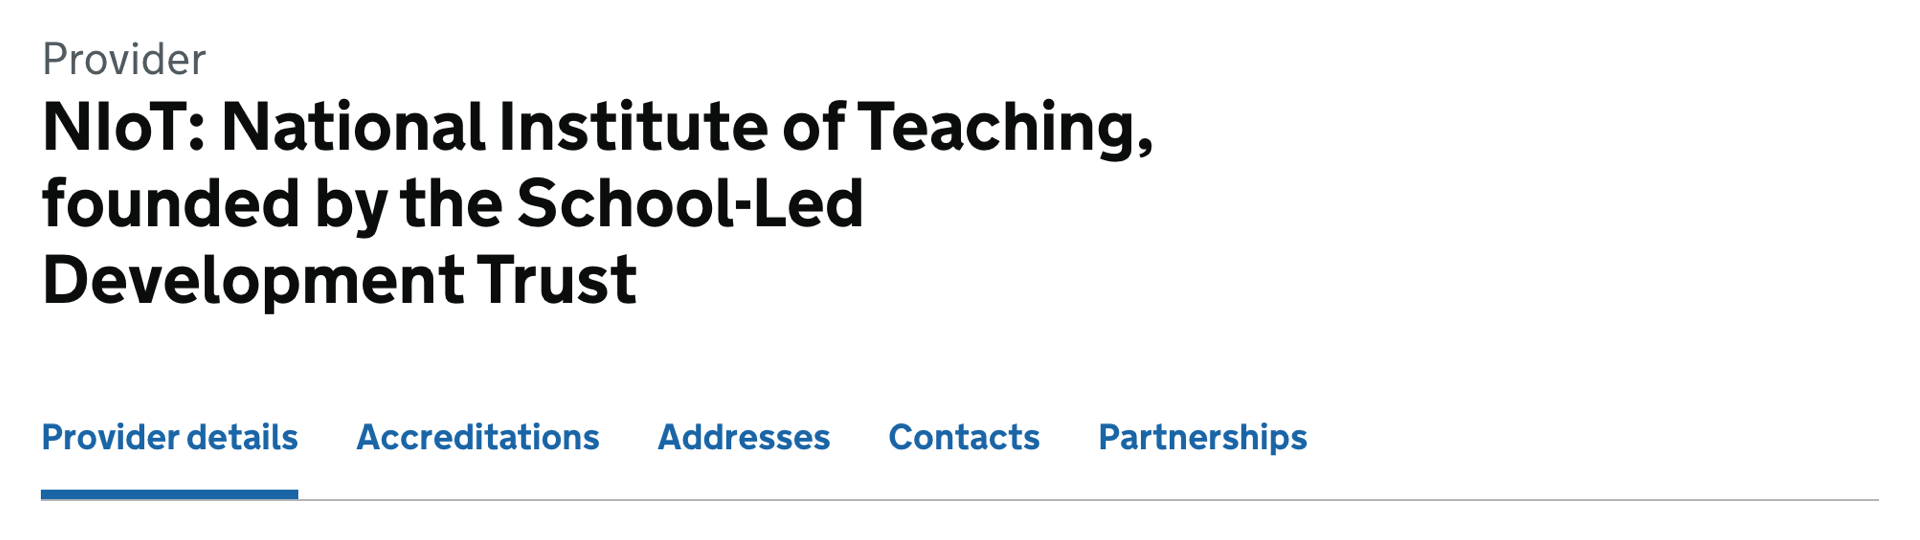 Provider
NIoT: National Institute of Teaching,
founded by the School-Led
Development Trust
Provider details Accreditations Addresses Contacts Partnerships